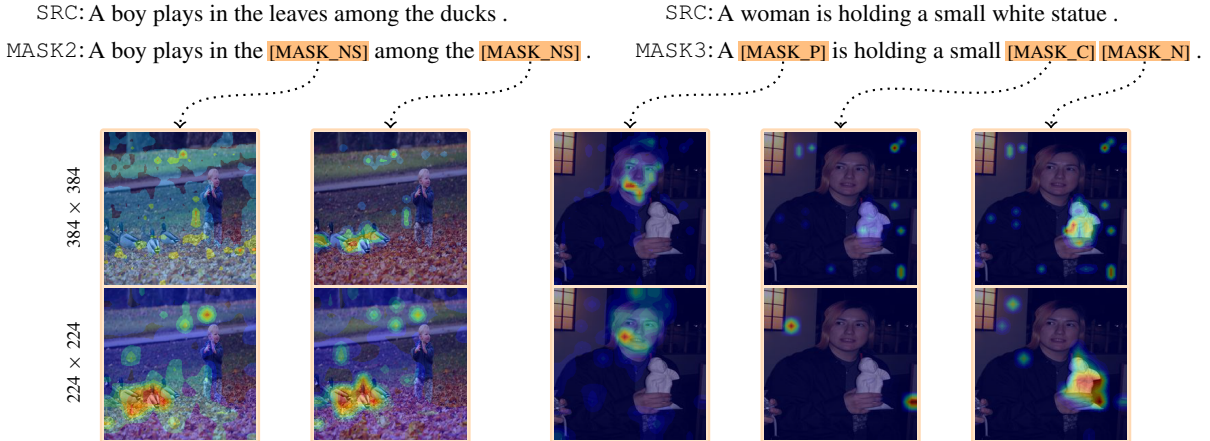 SRC: A boy plays in the leaves among the ducks .
MASK2: A boy plays in the [MASK_NS] among the [MASK_NS] .
SRC: A woman is holding a small white statue .
MASK3: A [MASK_P] is holding a small [MASK_C] [MASK_N] .
384 × 384
224 × 224